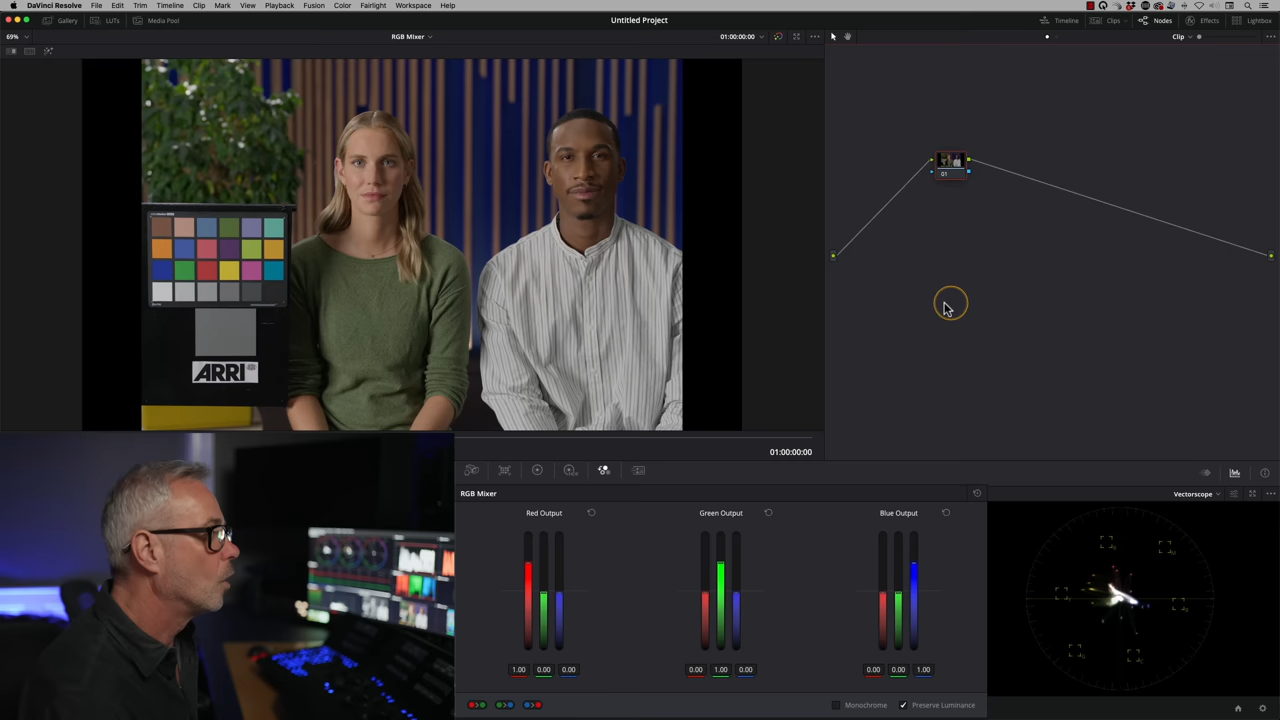 DaVinci Resolve File Edit Trim Timeline Clip Mark View Playback Fusion Color Fairlight Workspace Help
Gallery LUTs Media Pool Untitled Project Timeline Clips Nodes Effects Lightbox
69% RGB MIxer 01:00:00:00 Clip
01
ARRI
01:00:00:00
RGB Mixer Vectorscope
Red Output Green Output Blue Output
1.00 0.00 0.00 0.00 1.00 0.00 0.00 0.00 1.00
Monochrome Preserve Luminance